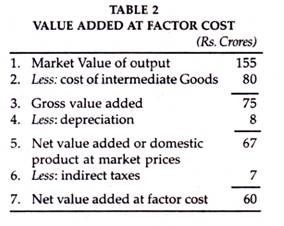 TABLE 2
VALUE ADDED AT FACTOR COST
(Rs. Crores)
1. Market Value of output 155
2. Less: cost of intermediate Goods 80
3. Gross value added 75
4. Less: depreciation 8
5. Net value added or domestic 67
product at market prices
6. Less: indirect taxes 7
7. Net value added at factor cost 60